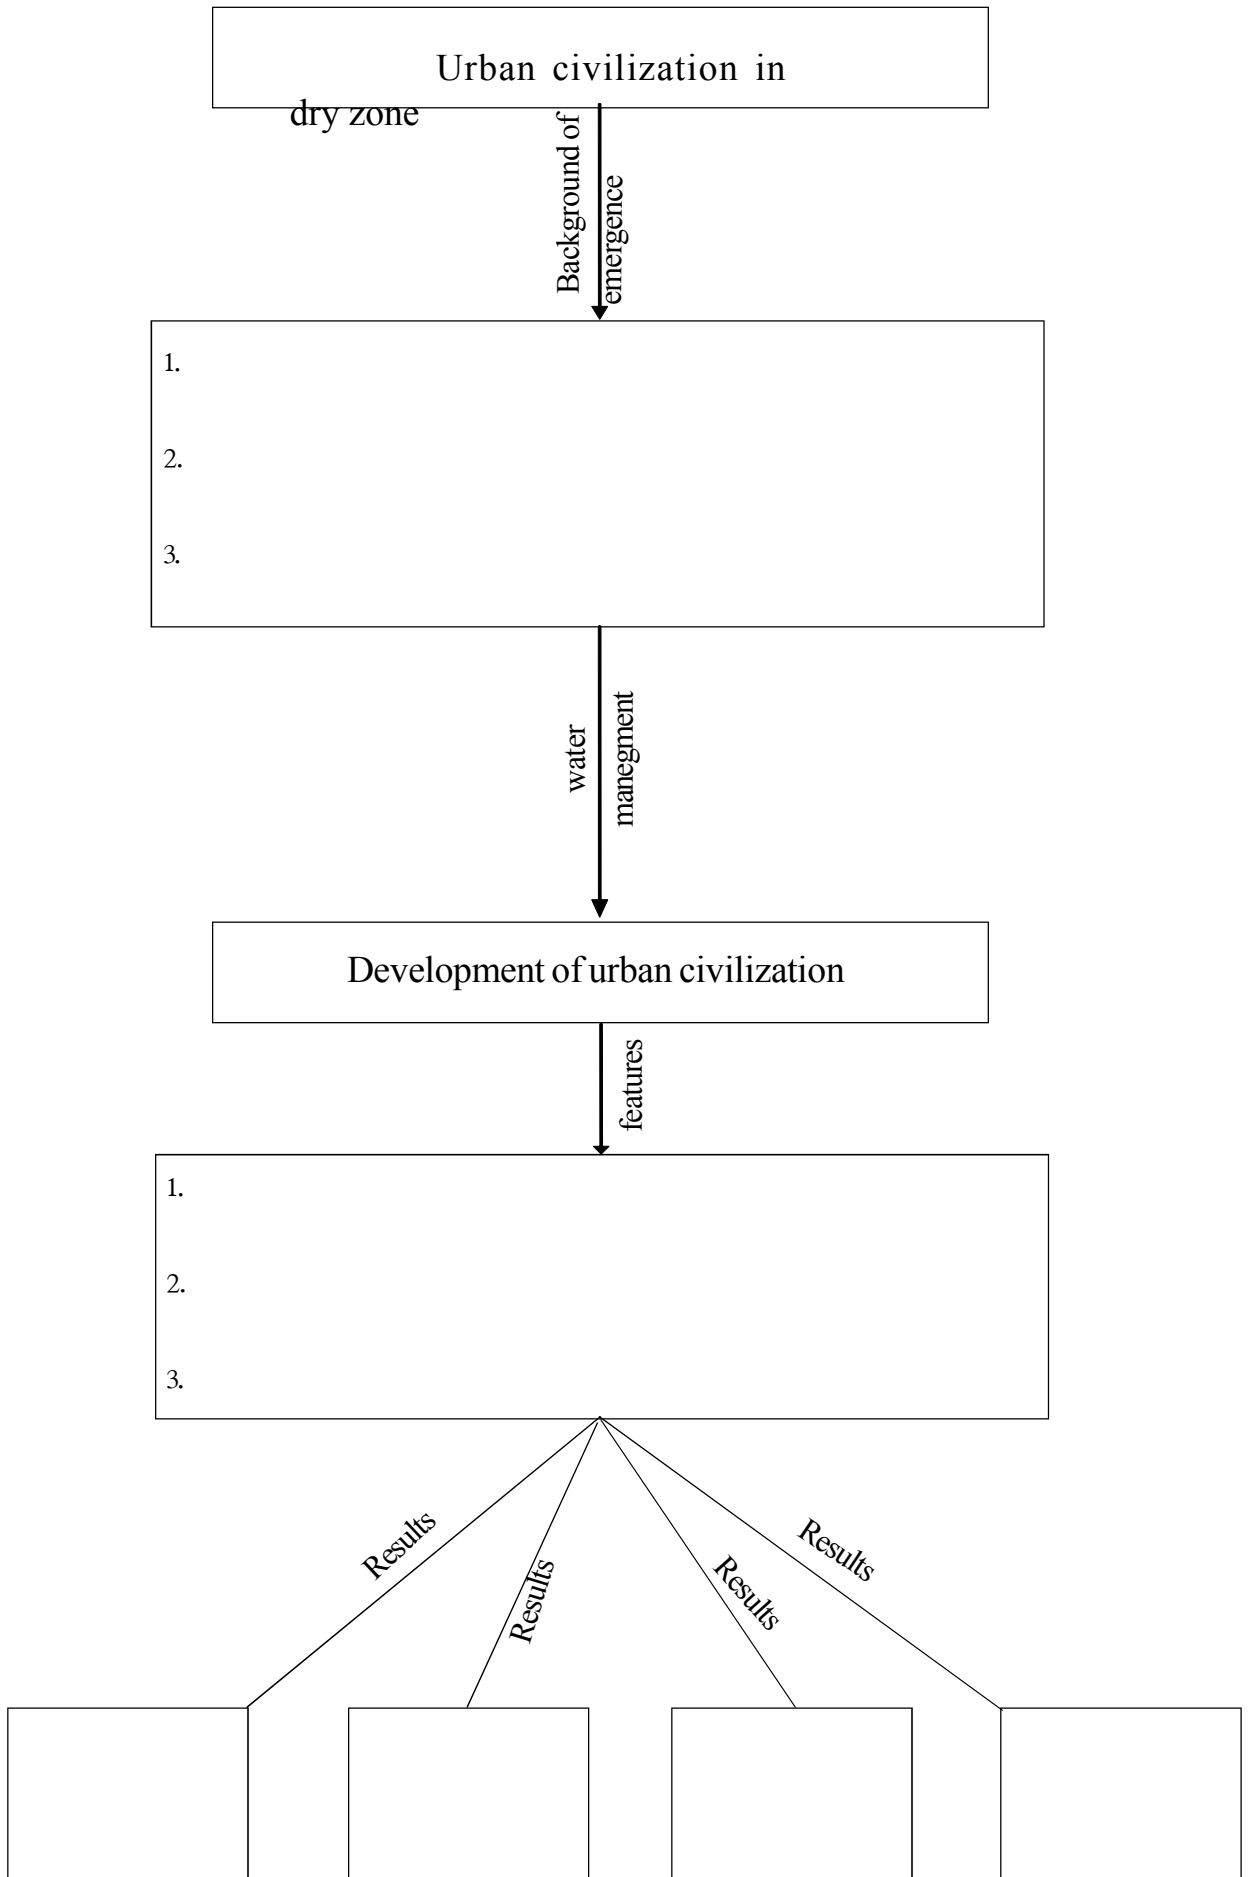 Urban civilization in
dry zone
Background of
emergence
1.
2.
3.
water
manegment
Development of urban civilization
features
1.
2.
3.
Results
Results
Results
Results